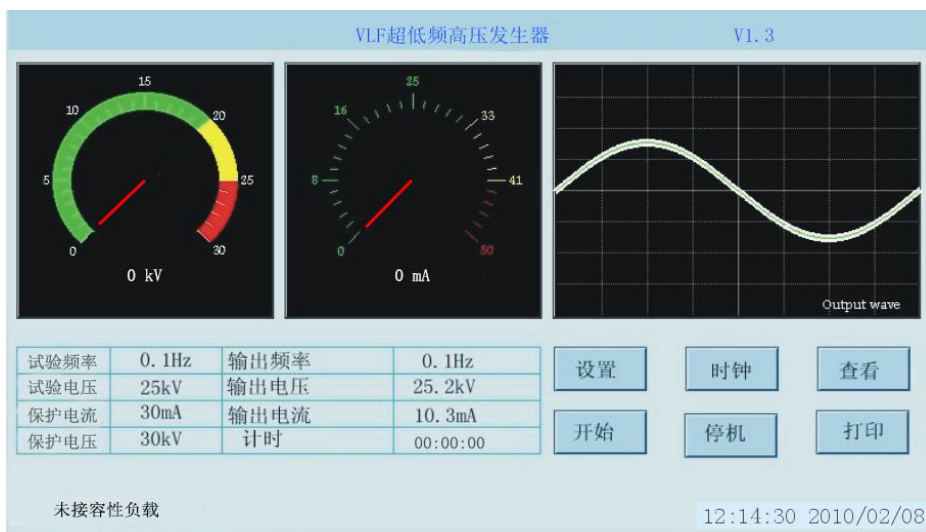 VLF超低频高压发生器 V1.3
15
10
20
5
25
0
30
0 kV
25
16
33
8
41
0
50
0 mA
Output wave
试验频率 0.1Hz 输出频率 0.1Hz
试验电压 25kV 输出电压 25.2kV
保护电流 30mA 输出电流 10.3mA
保护电压 30kV 计时 00:00:00
设置 时钟 查看
开始 停机 打印
未接容性负载
12:14:30 2010/02/08